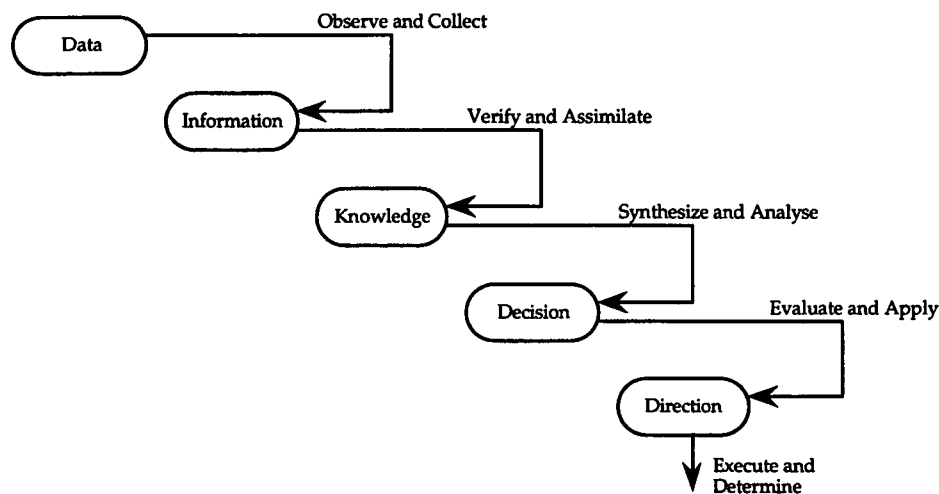 Data
Observe and Collect
Information
Verify and Assimilate
Knowledge
Synthesize and Analyse
Decision
Evaluate and Apply
Direction
Execute and
Determine